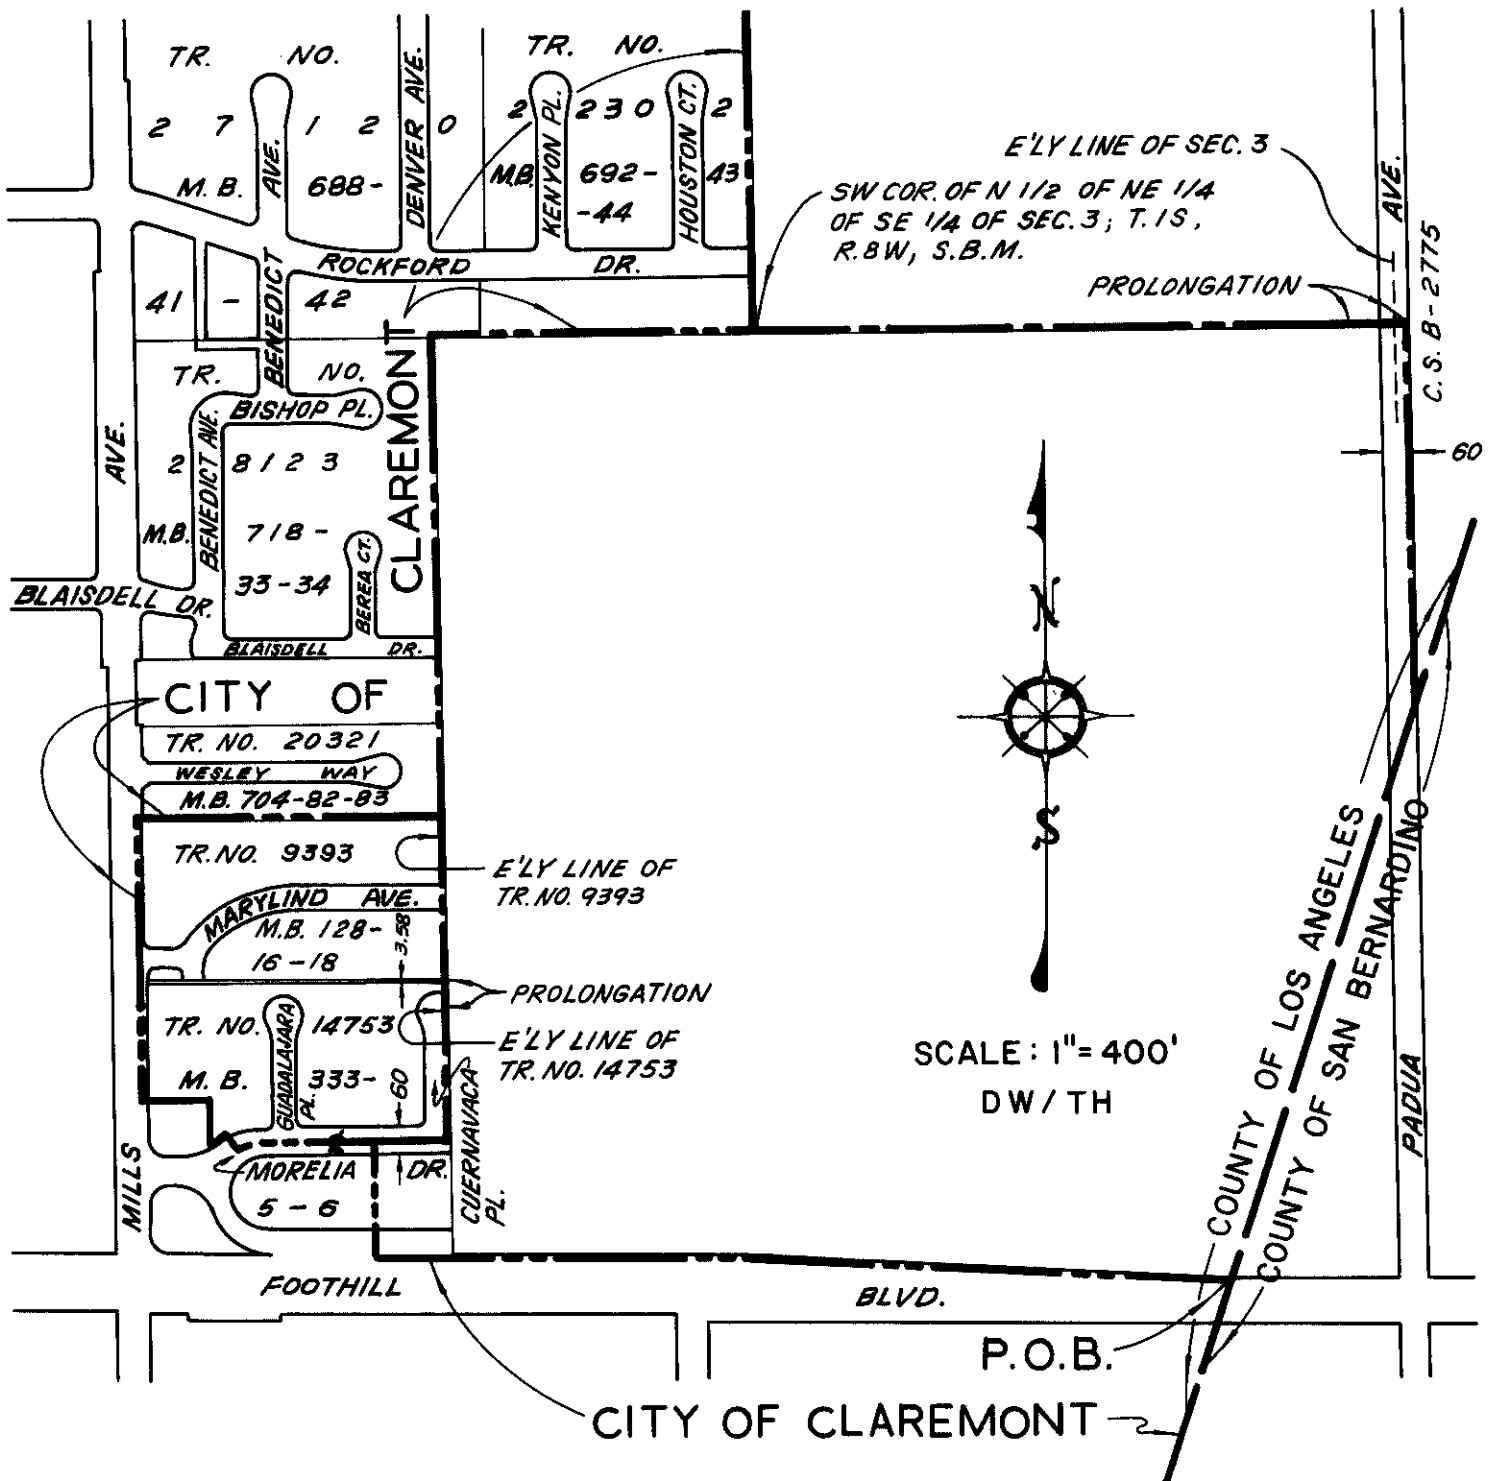 TR. NO.
2 7 1 2 0
M.B. 688-
41 - 42
BENEDICT AVE.
DENVER AVE.
TR. NO.
2 2 3 0 2
M.B. 692-43
-44
KENYON PL.
HOUSTON CT.
ROCKFORD DR.
E'LY LINE OF SEC. 3
SW COR. OF N 1/2 OF NE 1/4
OF SE 1/4 OF SEC. 3; T. 1 S,
R. 8 W, S.B.M.
PROLONGATION
AVE.
C.S. B-2775
60
TR. NO.
BISHOP PL.
2 8 1 2 3
M.B. 718-
33-34
BENEDICT AVE.
BEREA CT.
CLAREMONT
AVE.
BLAISDELL DR.
BLAISDELL DR.
CITY OF
TR. NO. 20321
WESLEY WAY
M.B. 704-82-83
TR. NO. 9393
E'LY LINE OF
TR. NO. 9393
MARYLIND AVE.
M.B. 128-
16-18
3.58
PROLONGATION
TR. NO. 14753
E'LY LINE OF
TR. NO. 14753
M. B. 333-
GUADALAJARA
PL.
60
CUERNAVACA
PL.
MORELIA DR.
5-6
MILLS
N
S
SCALE: 1"=400'
DW/TH
COUNTY OF LOS ANGELES
COUNTY OF SAN BERNARDINO
PADUA
FOOTHILL BLVD.
P.O.B.
CITY OF CLAREMONT